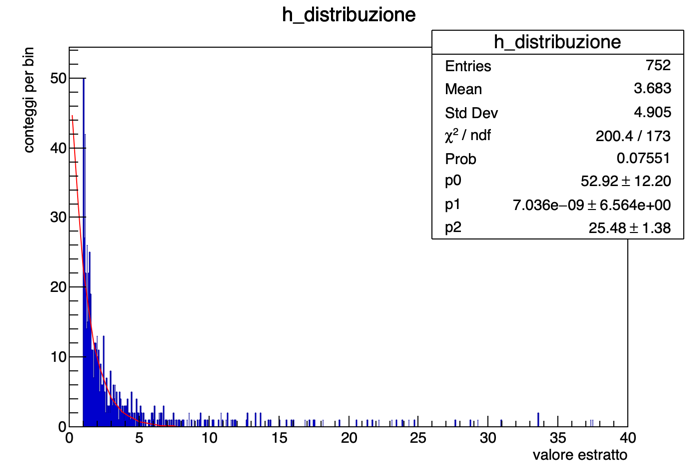 h_distribuzione
h_distribuzione
Entries 752
Mean 3.683
Std Dev 4.905
χ² / ndf 200.4 / 173
Prob 0.07551
p0 52.92 ± 12.20
p1 7.036e−09 ± 6.564e+00
p2 25.48 ± 1.38
conteggi per bin
50
40
30
20
10
0
0 5 10 15 20 25 30 35 40
valore estratto